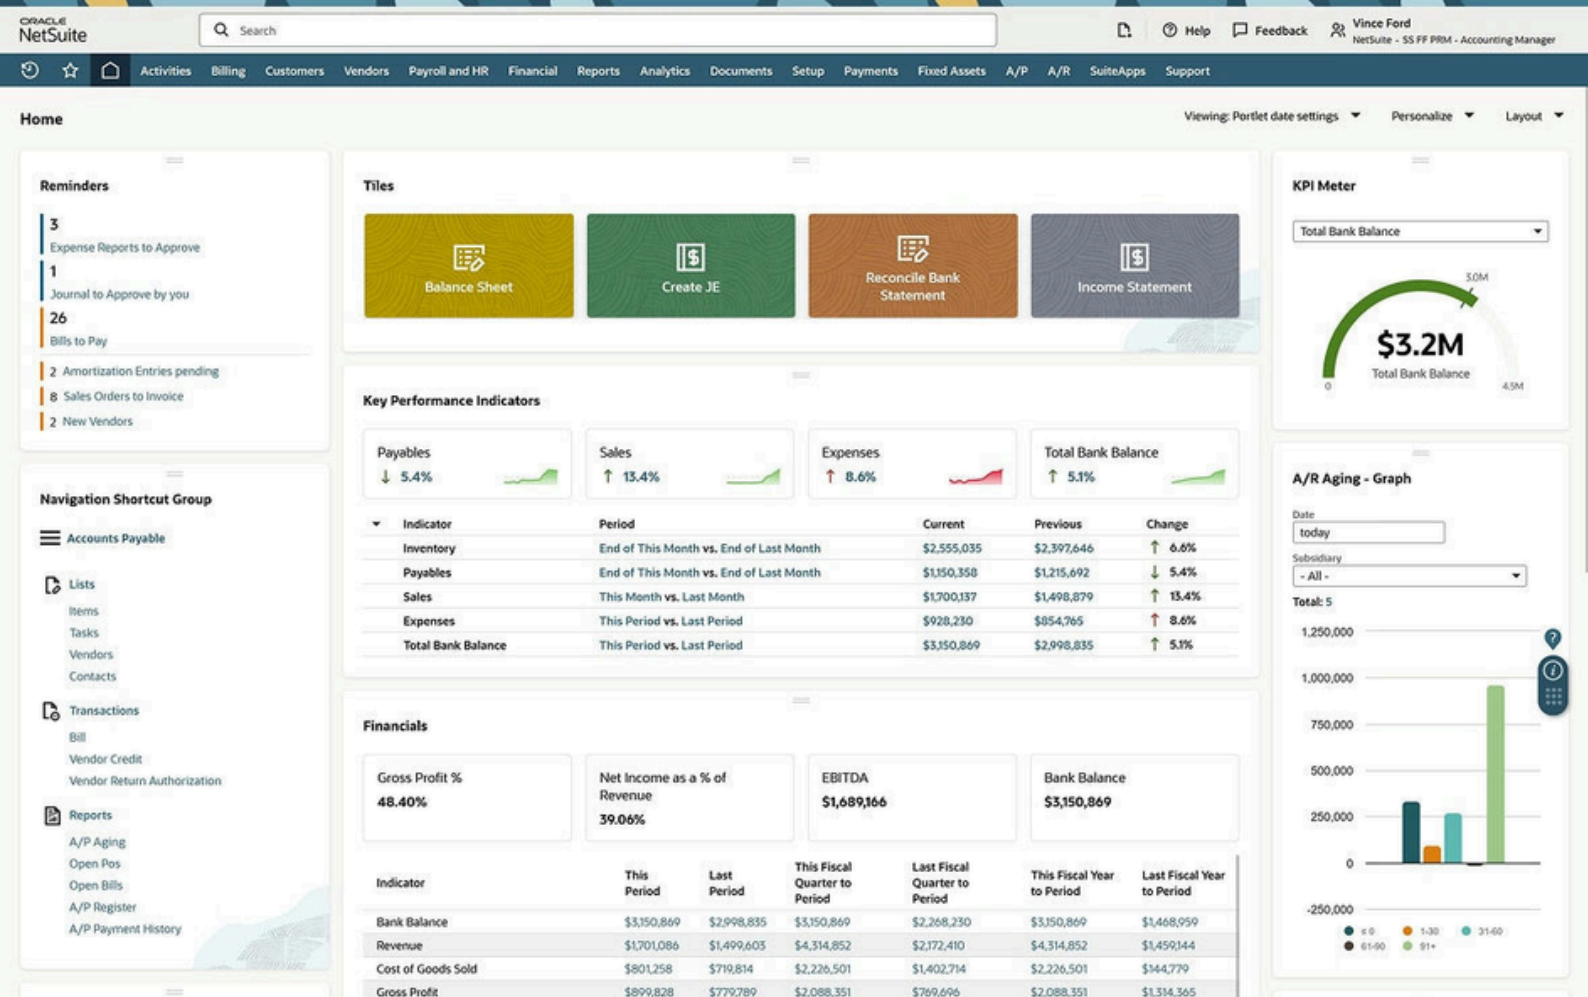 ORACLE
NetSuite
Search
Help
Feedback
Vince Ford
NetSuite - SS FF PRM - Accounting Manager
Activities Billing Customers Vendors Payroll and HR Financial Reports Analytics Documents Setup Payments Fixed Assets A/P A/R SuiteApps Support
Home
Viewing: Portlet date settings Personalize Layout
Reminders
3
Expense Reports to Approve
1
Journal to Approve by you
26
Bills to Pay
2 Amortization Entries pending
8 Sales Orders to Invoice
2 New Vendors
Navigation Shortcut Group
Accounts Payable
Lists
Items
Tasks
Vendors
Contacts
Transactions
Bill
Vendor Credit
Vendor Return Authorization
Reports
A/P Aging
Open Pos
Open Bills
A/P Register
A/P Payment History
Tiles
Balance Sheet
Create JE
Reconcile Bank
Statement
Income Statement
Key Performance Indicators
Payables
↓ 5.4%
Sales
↑ 13.4%
Expenses
↑ 8.6%
Total Bank Balance
↑ 5.1%
Indicator Period Current Previous Change
Inventory End of This Month vs. End of Last Month $2,555,035 $2,397,646 ↑ 6.6%
Payables End of This Month vs. End of Last Month $1,150,358 $1,215,692 ↓ 5.4%
Sales This Month vs. Last Month $1,700,137 $1,498,879 ↑ 13.4%
Expenses This Period vs. Last Period $928,230 $854,765 ↑ 8.6%
Total Bank Balance This Period vs. Last Period $3,150,869 $2,998,835 ↑ 5.1%
Financials
Gross Profit %
48.40%
Net Income as a % of
Revenue
39.06%
EBITDA
$1,689,166
Bank Balance
$3,150,869
Indicator
This
Period
Last
Period
This Fiscal
Quarter to
Period
Last Fiscal
Quarter to
Period
This Fiscal Year
to Period
Last Fiscal Year
to Period
Bank Balance $3,150,869 $2,998,835 $3,150,869 $2,268,230 $3,150,869 $1,468,959
Revenue $1,701,086 $1,499,603 $4,314,852 $2,172,410 $4,314,852 $1,459,144
Cost of Goods Sold $801,258 $719,814 $2,226,501 $1,402,714 $2,226,501 $144,779
Gross Profit $899,828 $779,789 $2,088,351 $769,696 $2,088,351 $1,314,365
KPI Meter
Total Bank Balance
3.0M
$3.2M
Total Bank Balance
0
4.5M
A/R Aging - Graph
Date
today
Subsidiary
- All -
Total: 5
1,250,000
1,000,000
750,000
500,000
250,000
0
-250,000
≤ 0 1-30 31-60
61-90 91+